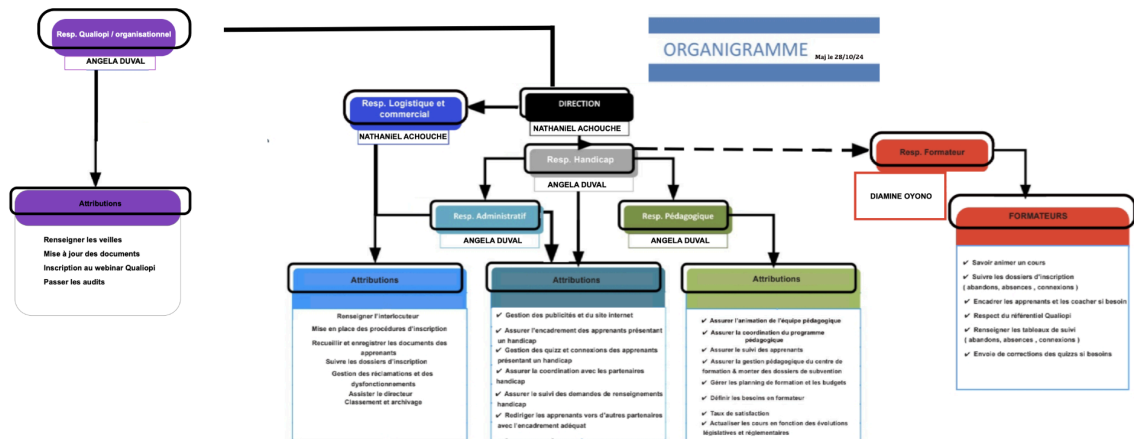 Resp. Qualiopi / organisationnel
ANGELA DUVAL
Attributions
Renseigner les veilles
Mise à jour des documents
Inscription au webinar Qualiopi
Passer les audits
ORGANIGRAMME
Maj le 28/10/24
DIRECTION
NATHANIEL ACHOUCHE
Resp. Logistique et
commercial
NATHANIEL ACHOUCHE
Resp. Handicap
ANGELA DUVAL
Resp. Administratif
ANGELA DUVAL
Resp. Pédagogique
ANGELA DUVAL
Resp. Formateur
DIAMINE OYONO
Attributions
Renseigner l'interlocuteur
Mise en place des procédures d'inscription
Recueillir et enregistrer les documents des
apprenants
Suivre les dossiers d'inscription
Gestion des réclamations et des
dysfonctionnements
Assister le directeur
Classement et archivage
Attributions
✔ Gestion des publicités et du site internet
✔ Assurer l'encadrement des apprenants présentant
un handicap
✔ Gestion des quizz et connexions des apprenants
présentant un handicap
✔ Assurer la coordination avec les partenaires
handicap
✔ Assurer le suivi des demandes de renseignements
handicap
✔ Rediriger les apprenants vers d'autres partenaires
avec l'encadrement adéquat
Attributions
✔ Assurer l'animation de l'équipe pédagogique
✔ Assurer la coordination du programme
pédagogique
✔ Assurer le suivi des apprenants
✔ Assurer la gestion pédagogique du centre de
formation & monter des dossiers de subvention
✔ Gérer les planning de formation et les budgets
✔ Définir les besoins en formateur
✔ Taux de satisfaction
✔ Actualiser les cours en fonction des évolutions
législatives et réglementaires
FORMATEURS
✔ Savoir animer un cours
✔ Suivre les dossiers d'inscription
( abandons, absences , connexions )
✔ Encadrer les apprenants et les coacher si besoin
✔ Respect du référentiel Qualiopi
✔ Renseigner les tableaux de suivi
( abandons, absences , connexions )
✔ Envoie de corrections des quizzs si besoins